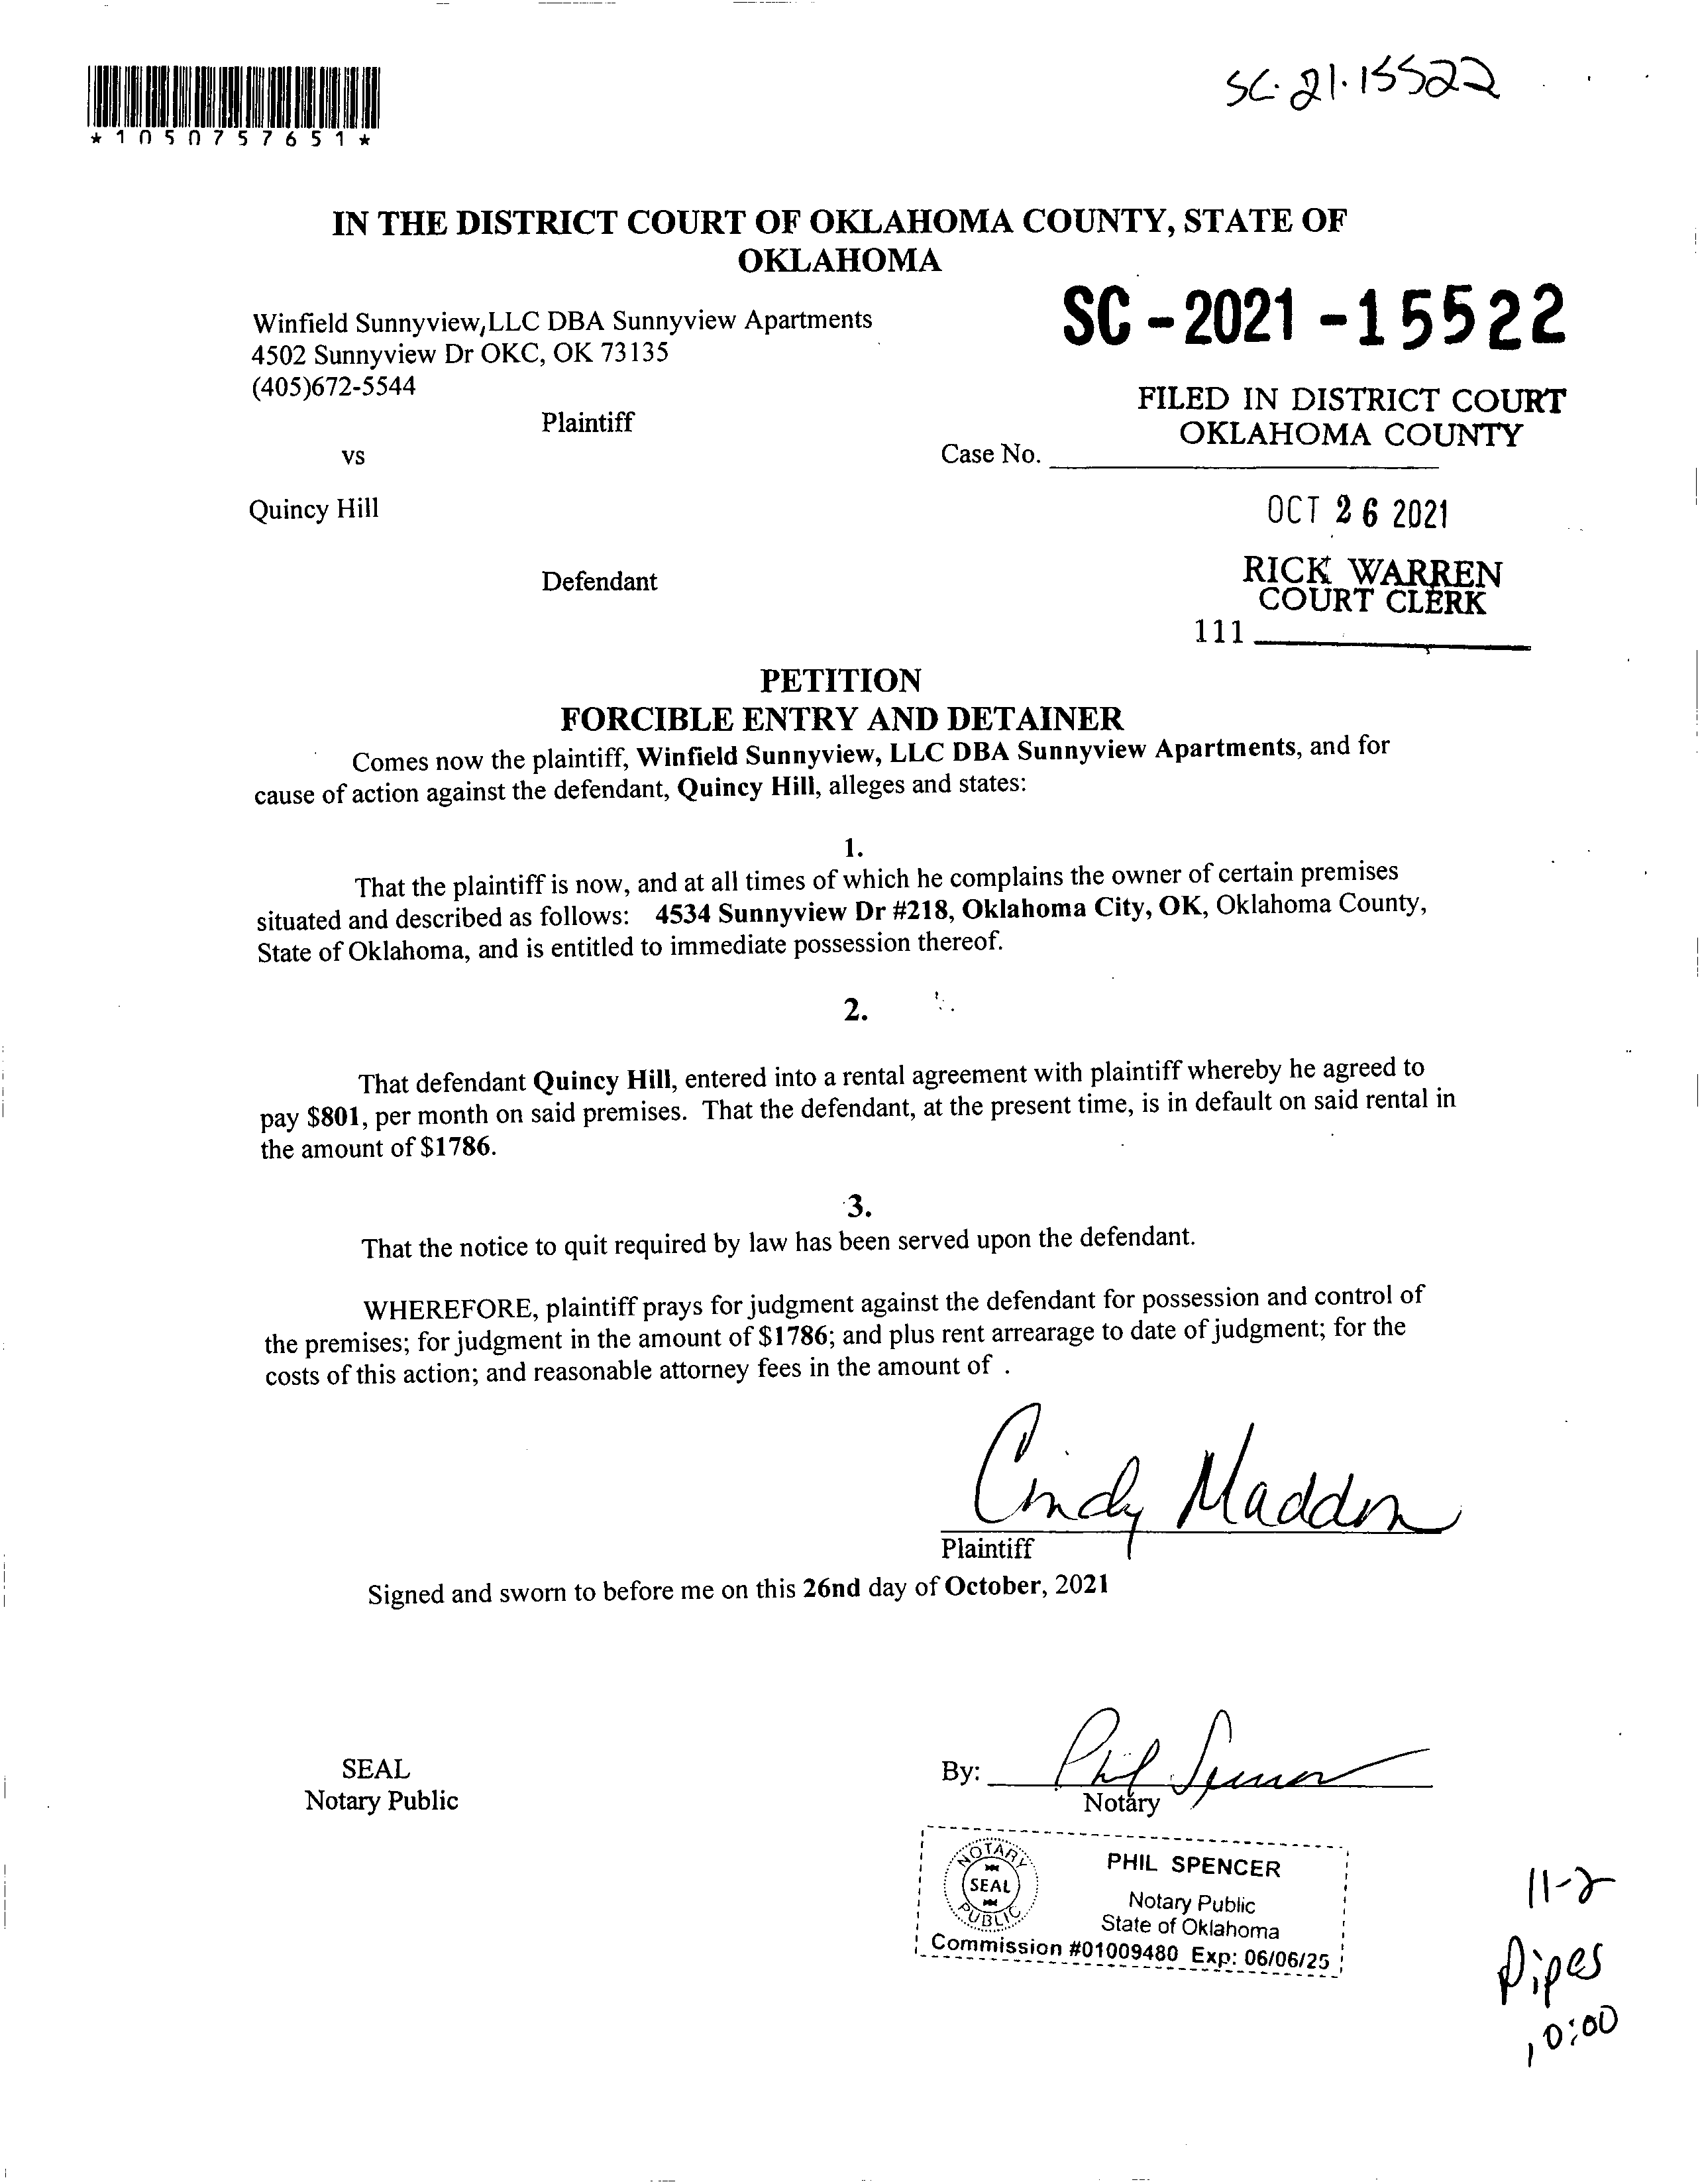 SC-21-15522
*1050757651*
IN THE DISTRICT COURT OF OKLAHOMA COUNTY, STATE OF
OKLAHOMA
Winfield Sunnyview, LLC DBA Sunnyview Apartments
4502 Sunnyview Dr OKC, OK 73135
(405)672-5544
Plaintiff
vs
Quincy Hill
Defendant
SC-2021-15522
FILED IN DISTRICT COURT
OKLAHOMA COUNTY
Case No.
OCT 26 2021
RICK WARREN
COURT CLERK
111
PETITION
FORCIBLE ENTRY AND DETAINER
Comes now the plaintiff, Winfield Sunnyview, LLC DBA Sunnyview Apartments, and for
cause of action against the defendant, Quincy Hill, alleges and states:
1.
That the plaintiff is now, and at all times of which he complains the owner of certain premises
situated and described as follows: 4534 Sunnyview Dr #218, Oklahoma City, OK, Oklahoma County,
State of Oklahoma, and is entitled to immediate possession thereof.
2.
That defendant Quincy Hill, entered into a rental agreement with plaintiff whereby he agreed to
pay $801, per month on said premises. That the defendant, at the present time, is in default on said rental in
the amount of $1786.
3.
That the notice to quit required by law has been served upon the defendant.
WHEREFORE, plaintiff prays for judgment against the defendant for possession and control of
the premises; for judgment in the amount of $1786; and plus rent arrearage to date of judgment; for the
costs of this action; and reasonable attorney fees in the amount of .
Cindy Madden
Plaintiff
Signed and sworn to before me on this 26nd day of October, 2021
SEAL
Notary Public
By: Phil Spencer
Notary
NOTARY
SEAL
PUBLIC
PHIL SPENCER
Notary Public
State of Oklahoma
Commission #01009480 Exp: 06/06/25
11-2
Pipes
10:00